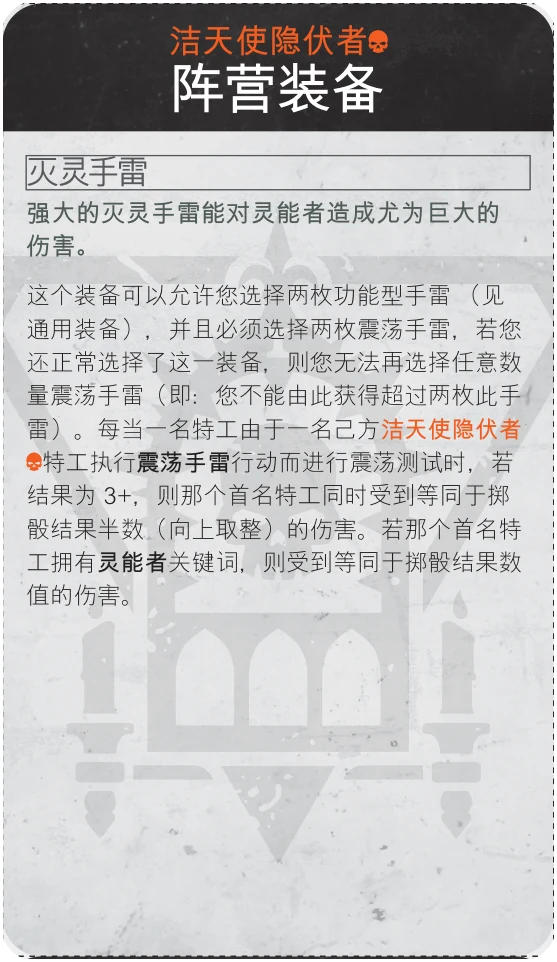 洁天使隐伏者
阵营装备
灭灵手雷
强大的灭灵手雷能对灵能者造成尤为巨大的
伤害。
这个装备可以允许您选择两枚功能型手雷 （见
通用装备），并且必须选择两枚震荡手雷，若您
还正常选择了这一装备，则您无法再选择任意数
量震荡手雷（即：您不能由此获得超过两枚此手
雷）。每当一名特工由于一名己方洁天使隐伏者
特工执行震荡手雷行动而进行震荡测试时，若
结果为 3+，则那个首名特工同时受到等同于掷
骰结果半数（向上取整）的伤害。若那个首名特
工拥有灵能者关键词，则受到等同于掷骰结果数
值的伤害。